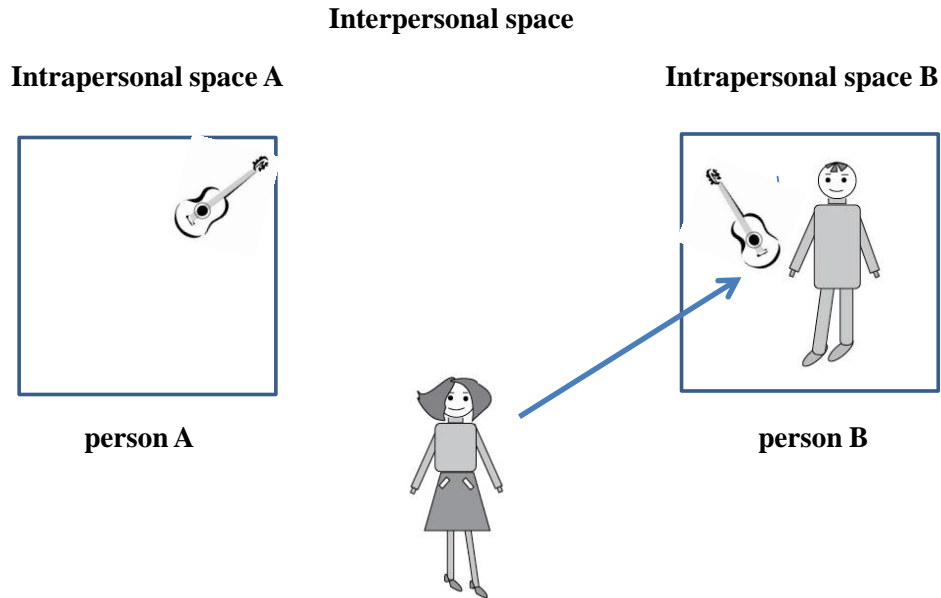 Interpersonal space
Intrapersonal space A
Intrapersonal space B
person A
person B